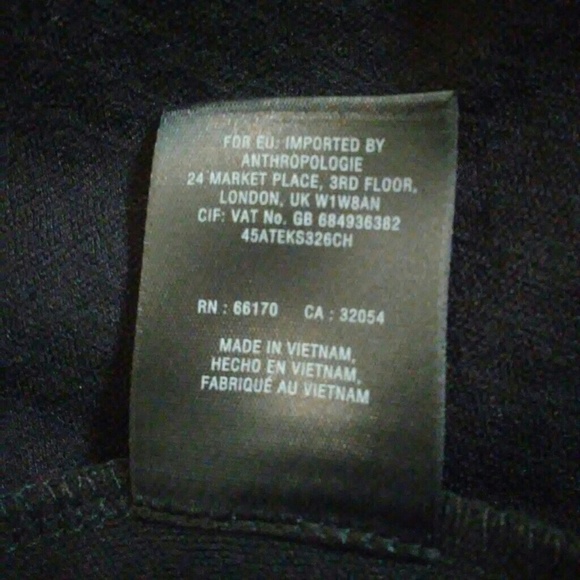 FOR EU: IMPORTED BY
ANTHROPOLOGIE
24 MARKET PLACE, 3RD FLOOR,
LONDON, UK W1W8AN
CIF: VAT No. GB 684936382
45ATEKS326CH
RN : 66170 CA : 32054
MADE IN VIETNAM,
HECHO EN VIETNAM,
FABRIQUÉ AU VIETNAM